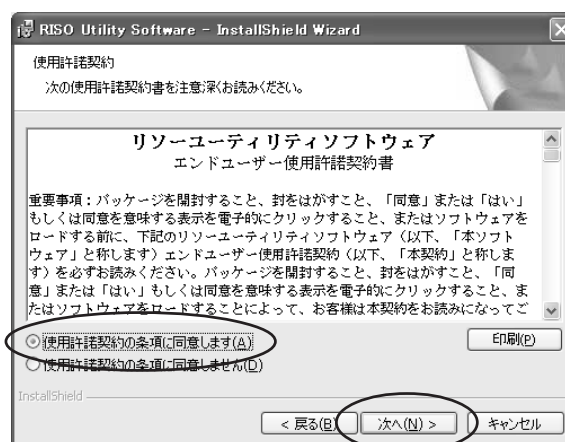 RISO Utility Software - InstallShield Wizard
使用許諾契約
次の使用許諾契約書を注意深くお読みください。
リソーユーティリティソフトウェア
エンドユーザー使用許諾契約書
重要事項：パッケージを開封すること、封をはがすこと、「同意」または「はい」
もしくは同意を意味する表示を電子的にクリックすること、またはソフトウェアを
ロードする前に、下記のリソーユーティリティソフトウェア（以下、「本ソフト
ウェア」と称します）エンドユーザー使用許諾契約（以下、「本契約」と称しま
す）を必ずお読みください。パッケージを開封すること、封をはがすこと、「同
意」または「はい」もしくは同意を意味する表示を電子的にクリックすること、ま
たはソフトウェアをロードすることによって、お客様は本契約をお読みになってご
使用許諾契約の条項に同意します(A)
印刷(P)
使用許諾契約の条項に同意しません(D)
InstallShield
< 戻る(B)
次へ(N) >
キャンセル